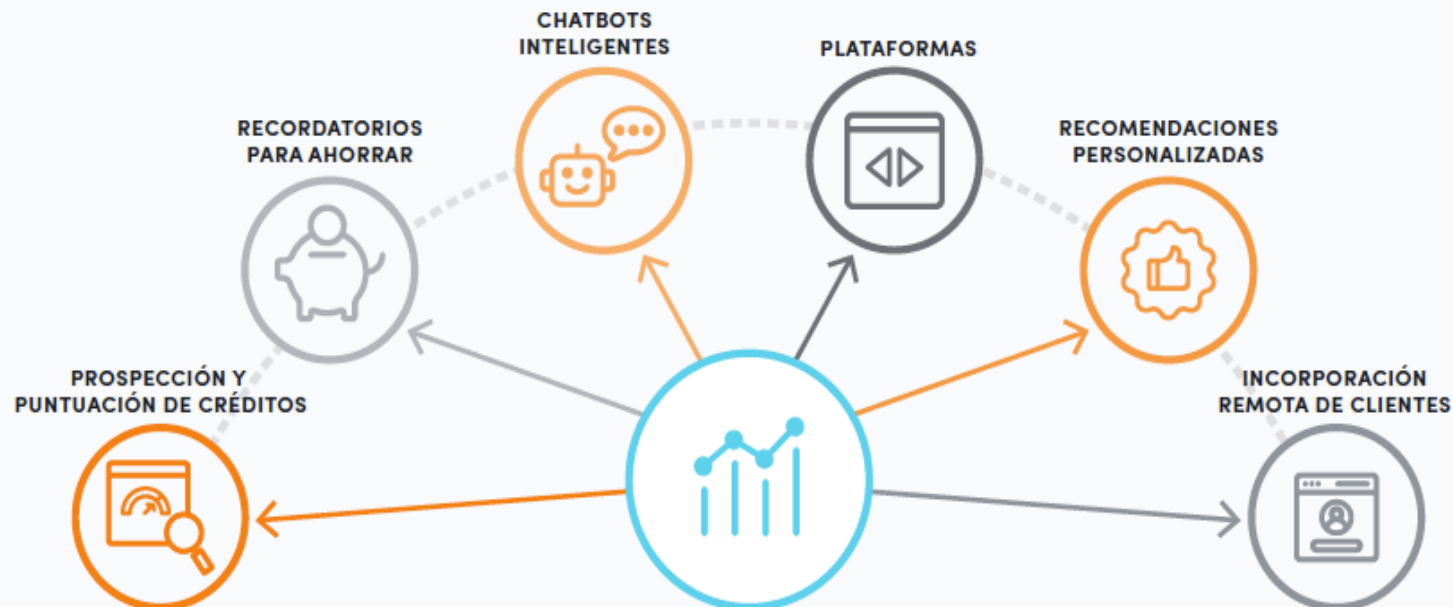 CHATBOTS
INTELIGENTES
PLATAFORMAS
RECORDATORIOS
PARA AHORRAR
RECOMENDACIONES
PERSONALIZADAS
PROSPECCIÓN Y
PUNTUACIÓN DE CRÉDITOS
INCORPORACIÓN
REMOTA DE CLIENTES